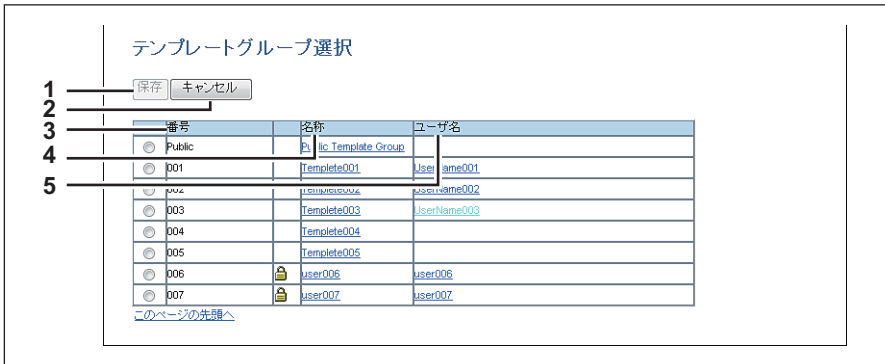 テンプレートグループ選択
1 保存 キャンセル
2
3 番号 名称 ユーザ名
Public Public Template Group
4
001 Templete001 UserName001
5
002 Templete002 UserName002
003 Templete003 UserName003
004 Templete004
005 Templete005
006 user006 user006
007 user007 user007
このページの先頭へ